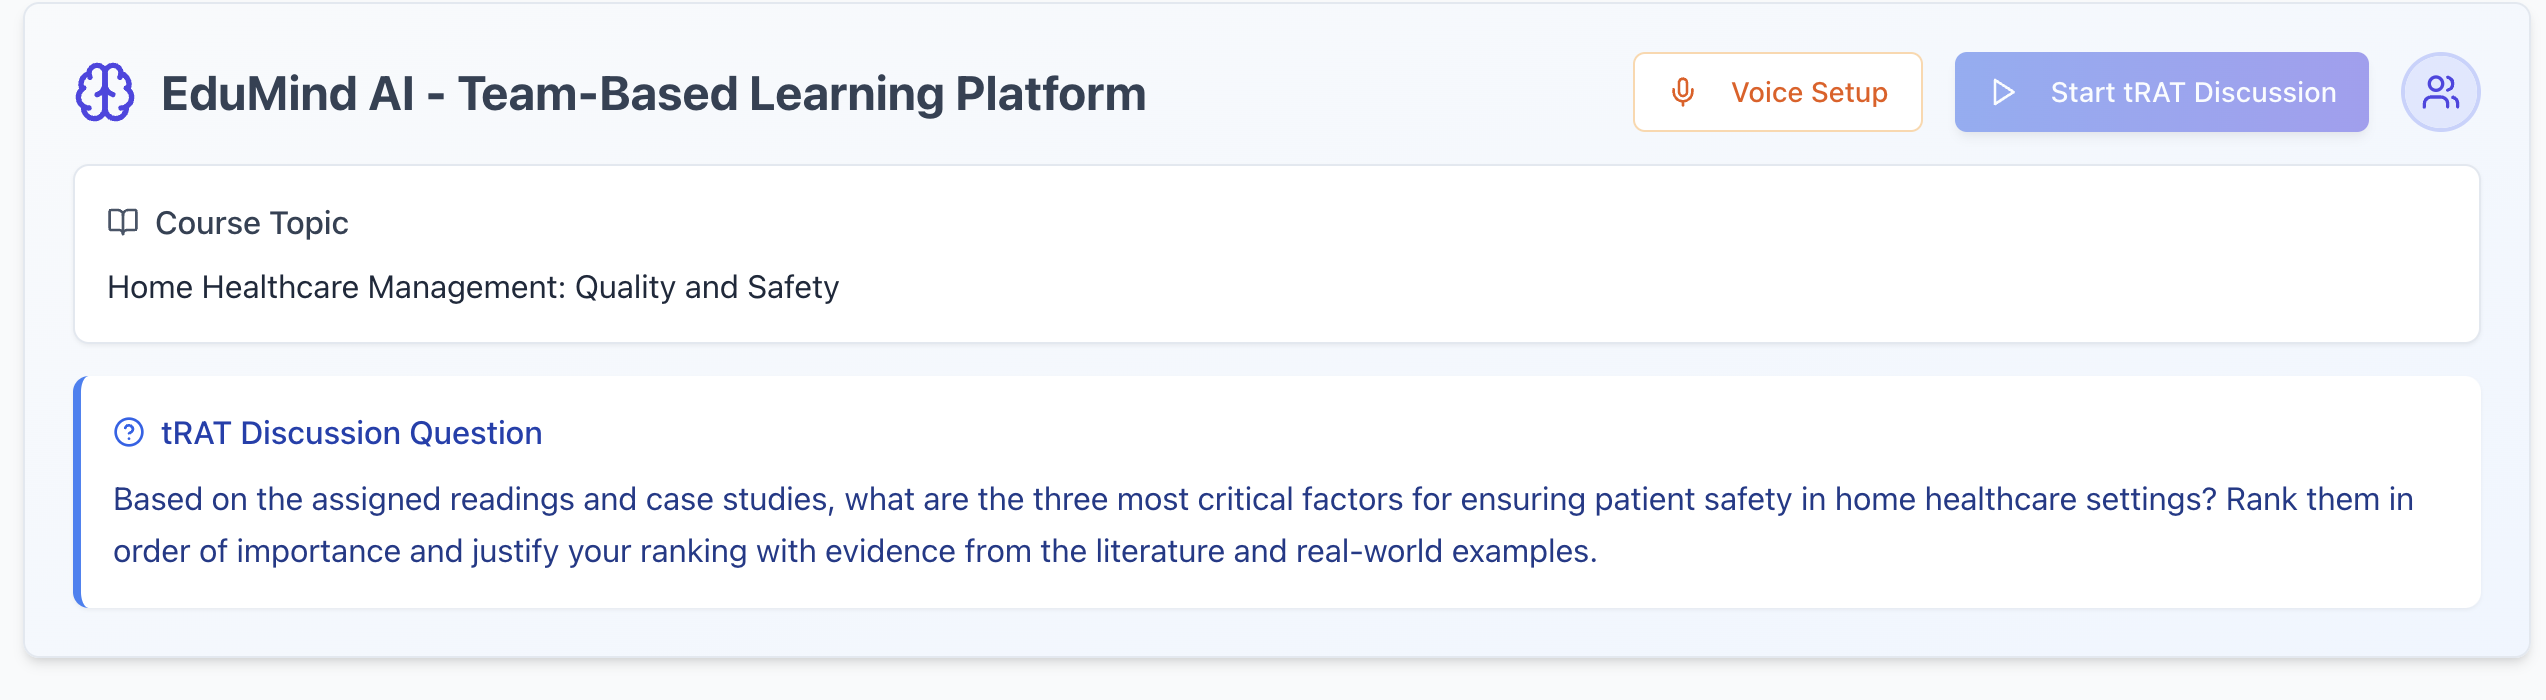 EduMind AI - Team-Based Learning Platform
Voice Setup
Start tRAT Discussion
Course Topic
Home Healthcare Management: Quality and Safety
tRAT Discussion Question
Based on the assigned readings and case studies, what are the three most critical factors for ensuring patient safety in home healthcare settings? Rank them in
order of importance and justify your ranking with evidence from the literature and real-world examples.